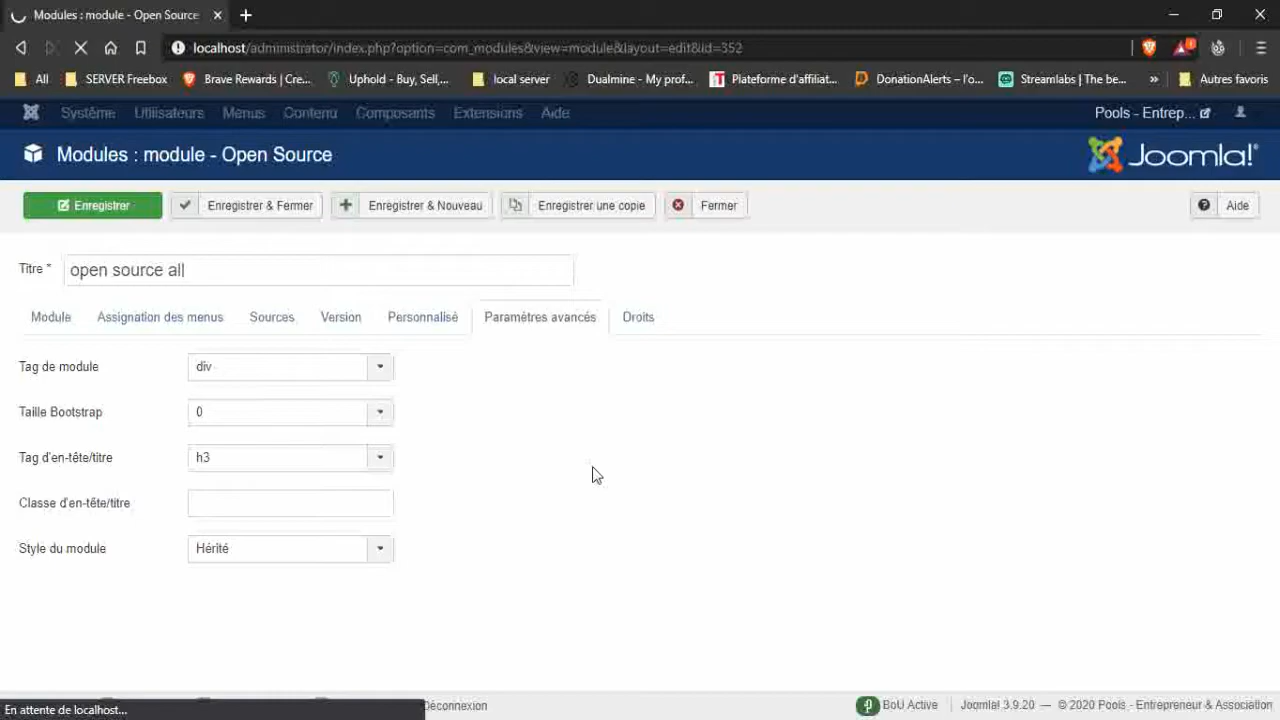 Modules : module - Open Source
localhost/administrator/index.php?option=com_modules&view=module&layout=edit&id=352
All SERVER Freebox Brave Rewards | Cre... Uphold - Buy, Sell,... local server Dualmine - My prof... Plateforme d'affiliat... DonationAlerts – l'o... Streamlabs | The be... » Autres favoris
Système Utilisateurs Menus Contenu Composants Extensions Aide Pools - Entrep...
Modules : module - Open Source Joomla!®
Enregistrer Enregistrer & Fermer Enregistrer & Nouveau Enregistrer une copie Fermer Aide
Titre * open source all
Module Assignation des menus Sources Version Personnalisé Paramètres avancés Droits
Tag de module div
Taille Bootstrap 0
Tag d'en-tête/titre h3
Classe d'en-tête/titre
Style du module Hérité
En attente de localhost... Déconnexion BoU Active Joomla! 3.9.20 — © 2020 Pools - Entrepreneur & Association